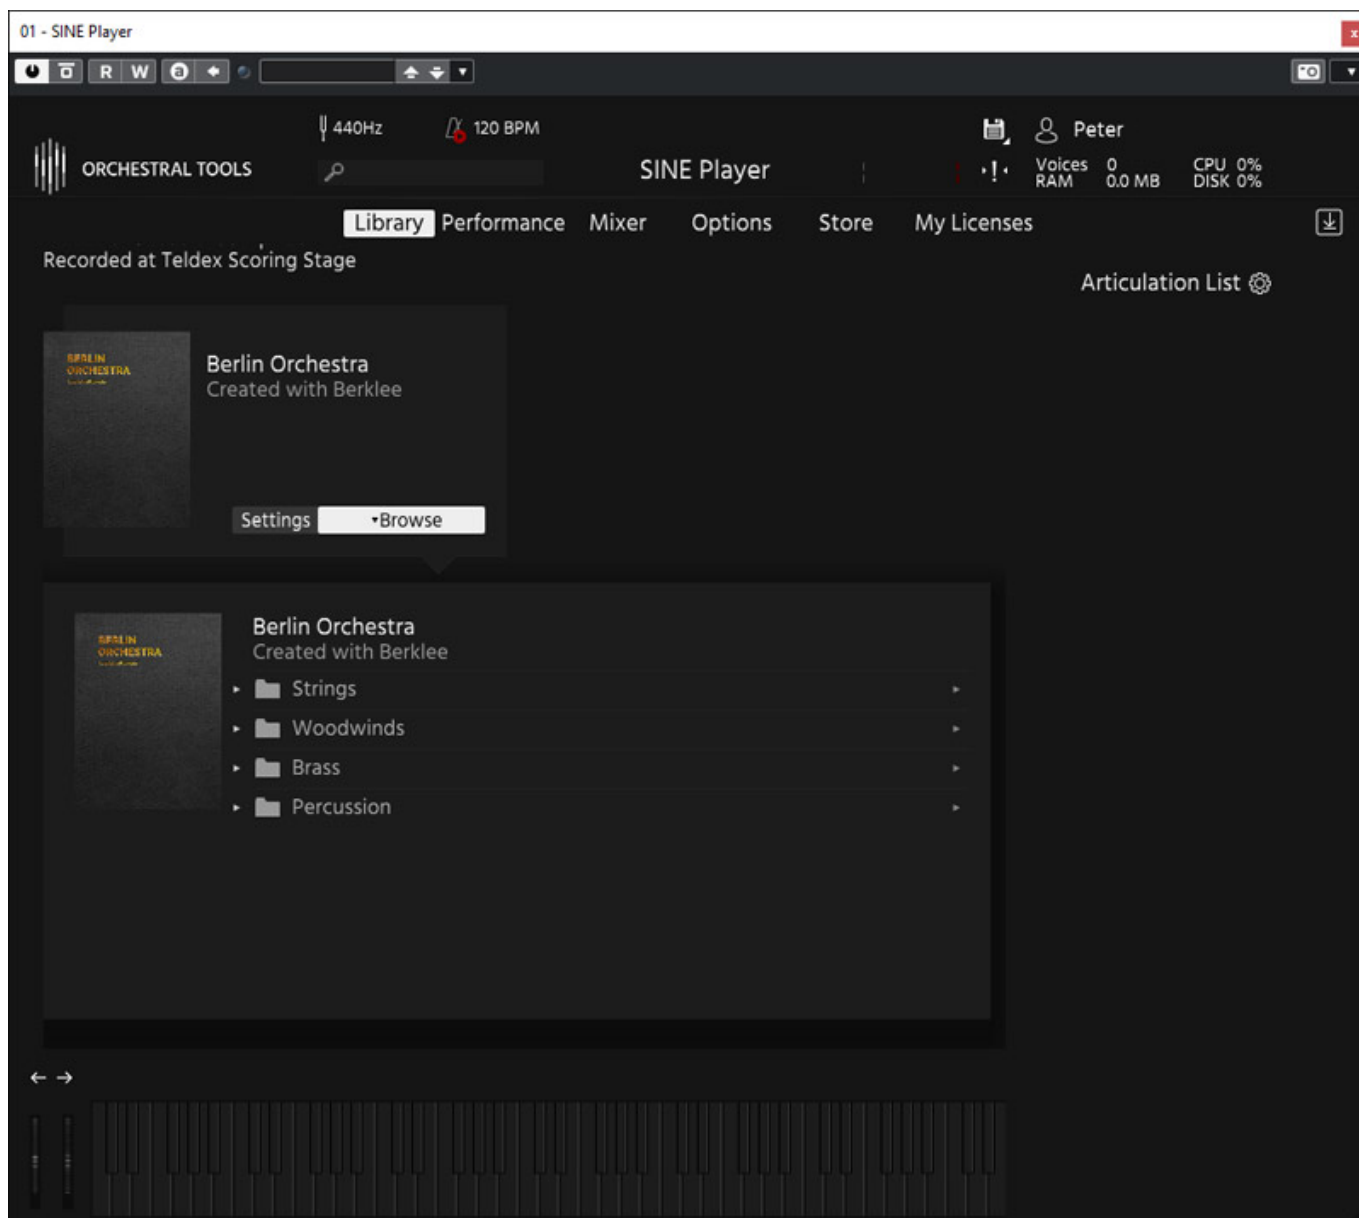 01 - SINE Player
x
R W a
440Hz 120 BPM Peter
ORCHESTRAL TOOLS SINE Player Voices 0 CPU 0%
RAM 0.0 MB DISK 0%
Library Performance Mixer Options Store My Licenses
Recorded at Teldex Scoring Stage
Articulation List
BERLIN
ORCHESTRA
Berlin Orchestra
Created with Berklee
Settings Browse
BERLIN
ORCHESTRA
Berlin Orchestra
Created with Berklee
Strings
Woodwinds
Brass
Percussion